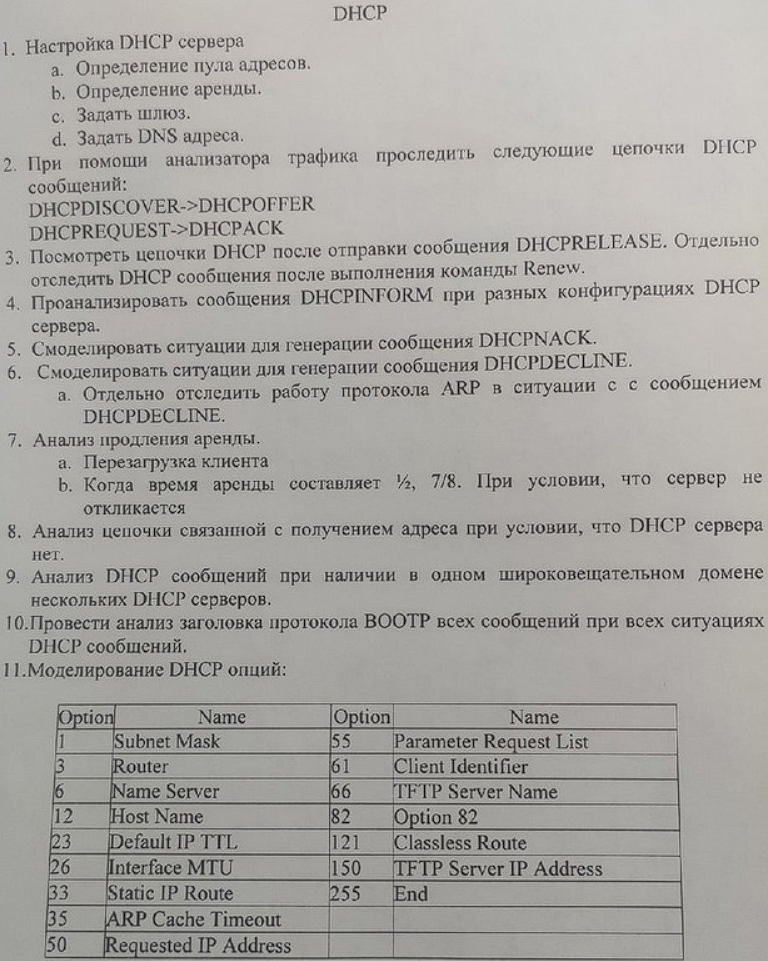 DHCP
1. Настройка DHCP сервера
a. Определение пула адресов.
b. Определение аренды.
c. Задать шлюз.
d. Задать DNS адреса.
2. При помощи анализатора трафика проследить следующие цепочки DHCP
сообщений:
DHCPDISCOVER->DHCPOFFER
DHCPREQUEST->DHCPACK
3. Посмотреть цепочки DHCP после отправки сообщения DHCPRELEASE. Отдельно
отследить DHCP сообщения после выполнения команды Renew.
4. Проанализировать сообщения DHCPINFORM при разных конфигурациях DHCP
сервера.
5. Смоделировать ситуации для генерации сообщения DHCPNACK.
6. Смоделировать ситуации для генерации сообщения DHCPDECLINE.
a. Отдельно отследить работу протокола ARP в ситуации с с сообщением
DHCPDECLINE.
7. Анализ продления аренды.
a. Перезагрузка клиента
b. Когда время аренды составляет ½, 7/8. При условии, что сервер не
откликается
8. Анализ цепочки связанной с получением адреса при условии, что DHCP сервера
нет.
9. Анализ DHCP сообщений при наличии в одном широковещательном домене
нескольких DHCP серверов.
10.Провести анализ заголовка протокола BOOTP всех сообщений при всех ситуациях
DHCP сообщений.
11.Моделирование DHCP опций:
Option Name Option Name
1 Subnet Mask 55 Parameter Request List
3 Router 61 Client Identifier
6 Name Server 66 TFTP Server Name
12 Host Name 82 Option 82
23 Default IP TTL 121 Classless Route
26 Interface MTU 150 TFTP Server IP Address
33 Static IP Route 255 End
35 ARP Cache Timeout
50 Requested IP Address